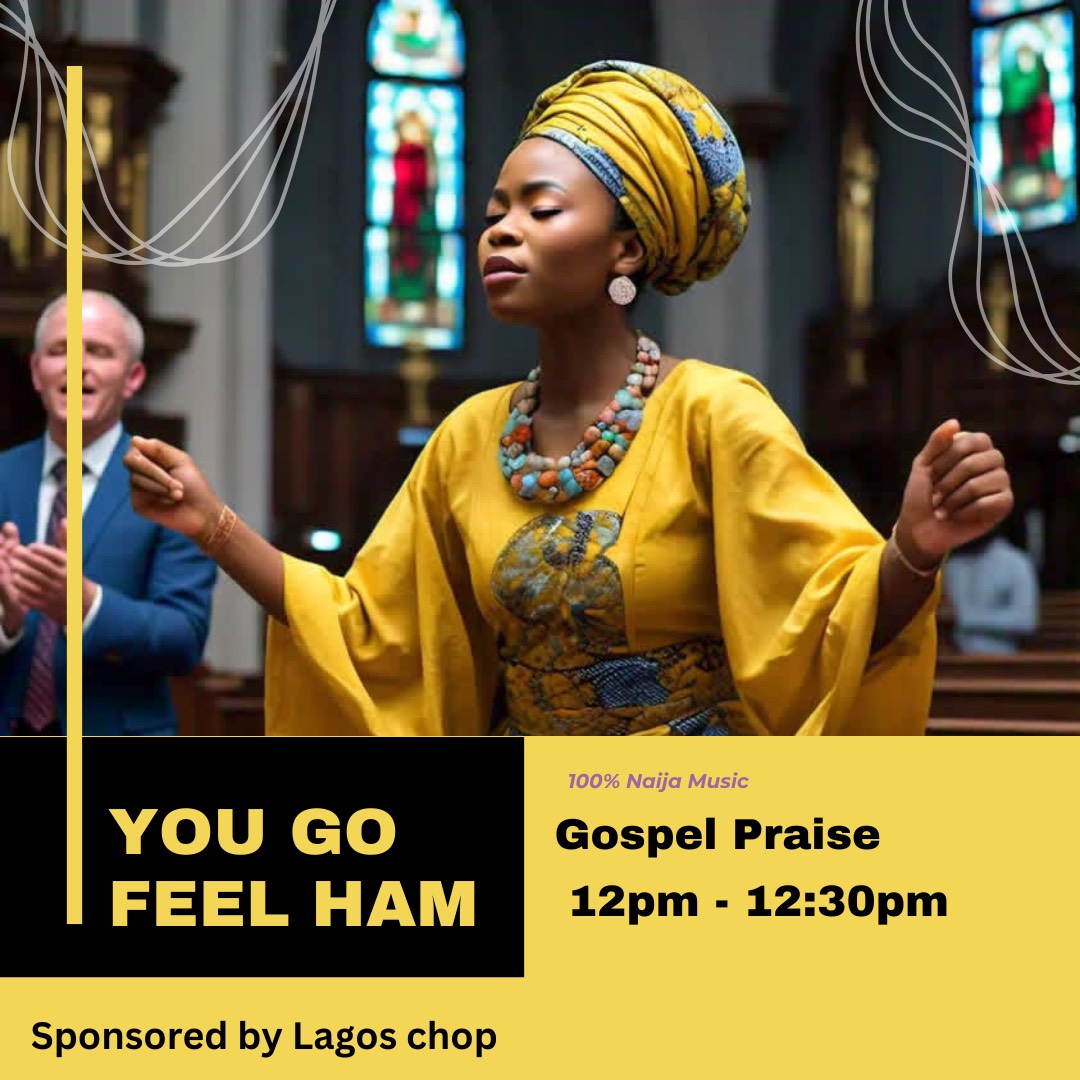 YOU GO
FEEL HAM
100% Naija Music
Gospel Praise
12pm - 12:30pm
Sponsored by Lagos chop